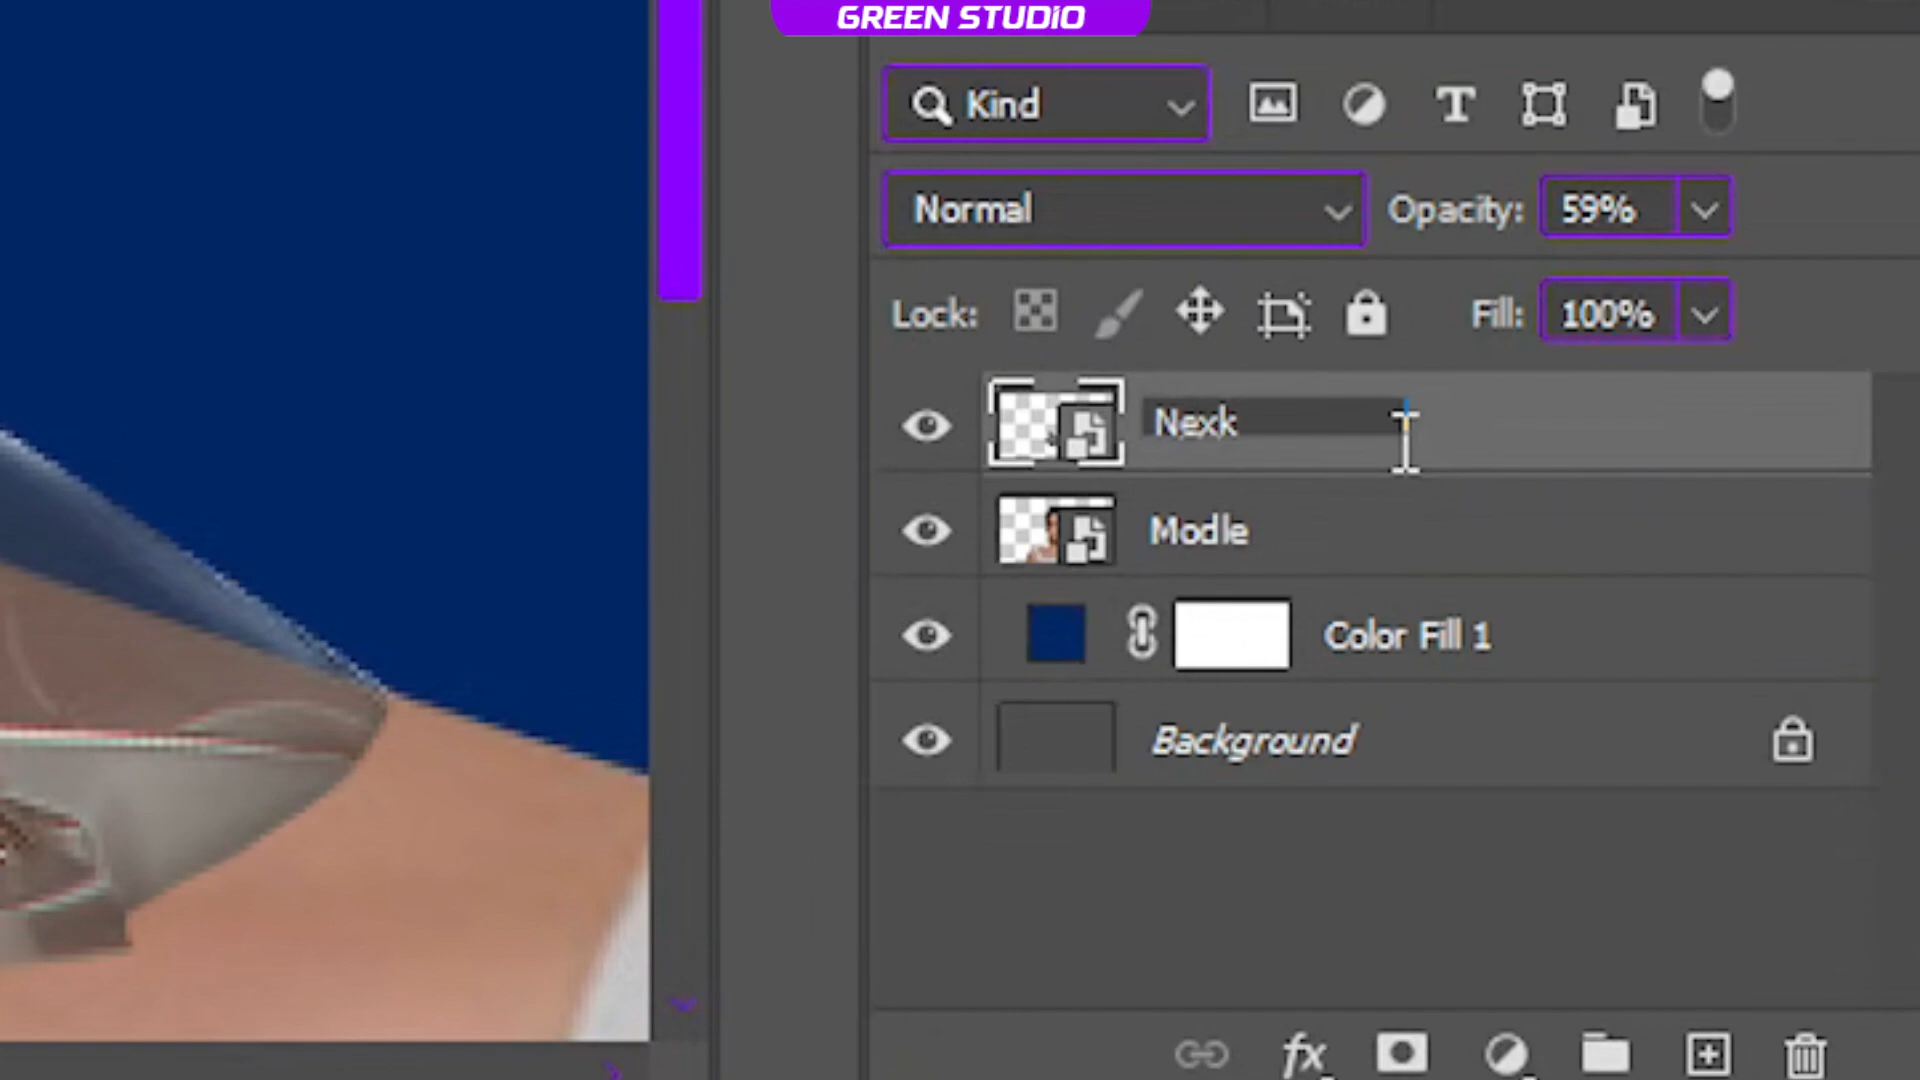 GREEN STUDIO
Kind
Normal Opacity: 59%
Lock: Fill: 100%
Nexk
Modle
Color Fill 1
Background
fx